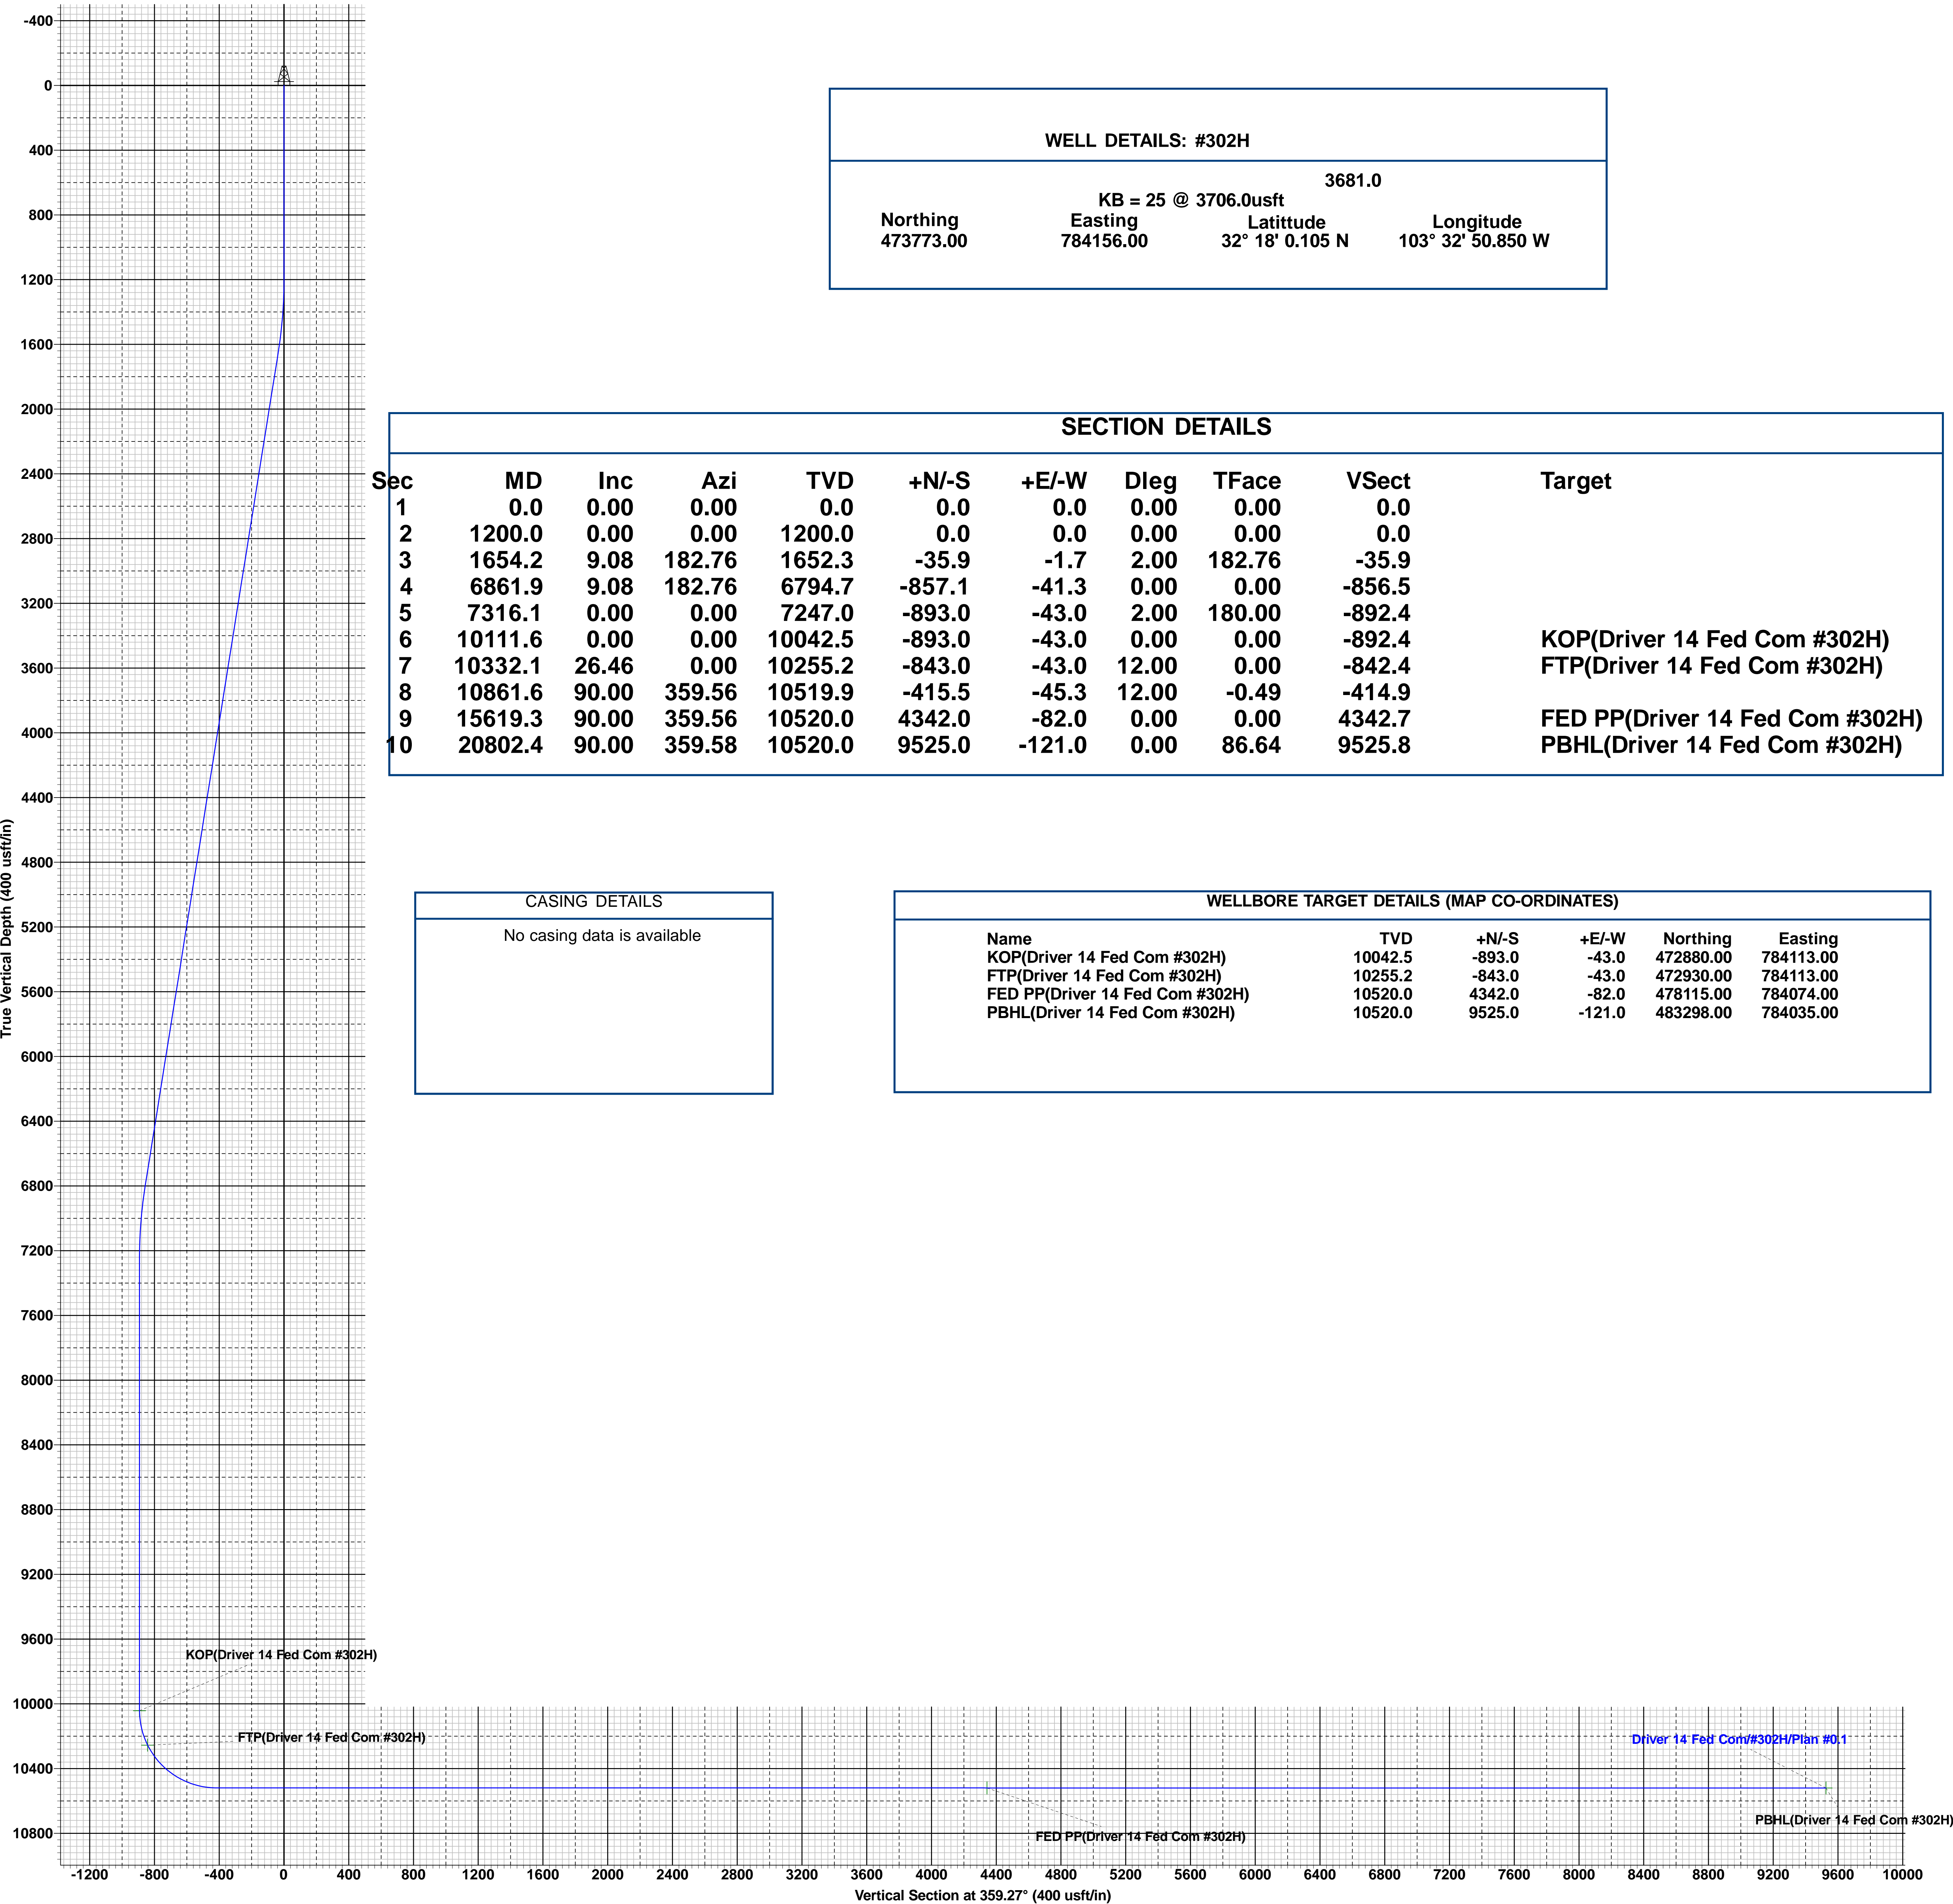 -400
0
400
800
1200
1600
2000
2400
2800
3200
3600
4000
4400
4800
5200
5600
6000
6400
6800
7200
7600
8000
8400
8800
9200
9600
10000
10400
10800
True Vertical Depth (400 usft/in)
WELL DETAILS: #302H
3681.0
KB = 25 @ 3706.0usft
Northing Easting Latittude Longitude
473773.00 784156.00 32° 18' 0.105 N 103° 32' 50.850 W
SECTION DETAILS
Sec MD Inc Azi TVD +N/-S +E/-W Dleg TFace VSect Target
1 0.0 0.00 0.00 0.0 0.0 0.0 0.00 0.00 0.0
2 1200.0 0.00 0.00 1200.0 0.0 0.0 0.00 0.00 0.0
3 1654.2 9.08 182.76 1652.3 -35.9 -1.7 2.00 182.76 -35.9
4 6861.9 9.08 182.76 6794.7 -857.1 -41.3 0.00 0.00 -856.5
5 7316.1 0.00 0.00 7247.0 -893.0 -43.0 2.00 180.00 -892.4
6 10111.6 0.00 0.00 10042.5 -893.0 -43.0 0.00 0.00 -892.4 KOP(Driver 14 Fed Com #302H)
7 10332.1 26.46 0.00 10255.2 -843.0 -43.0 12.00 0.00 -842.4 FTP(Driver 14 Fed Com #302H)
8 10861.6 90.00 359.56 10519.9 -415.5 -45.3 12.00 -0.49 -414.9
9 15619.3 90.00 359.56 10520.0 4342.0 -82.0 0.00 0.00 4342.7 FED PP(Driver 14 Fed Com #302H)
10 20802.4 90.00 359.58 10520.0 9525.0 -121.0 0.00 86.64 9525.8 PBHL(Driver 14 Fed Com #302H)
CASING DETAILS
No casing data is available
WELLBORE TARGET DETAILS (MAP CO-ORDINATES)
Name TVD +N/-S +E/-W Northing Easting
KOP(Driver 14 Fed Com #302H) 10042.5 -893.0 -43.0 472880.00 784113.00
FTP(Driver 14 Fed Com #302H) 10255.2 -843.0 -43.0 472930.00 784113.00
FED PP(Driver 14 Fed Com #302H) 10520.0 4342.0 -82.0 478115.00 784074.00
PBHL(Driver 14 Fed Com #302H) 10520.0 9525.0 -121.0 483298.00 784035.00
KOP(Driver 14 Fed Com #302H)
FTP(Driver 14 Fed Com #302H)
Driver 14 Fed Com/#302H/Plan #0.1
PBHL(Driver 14 Fed Com #302H)
FED PP(Driver 14 Fed Com #302H)
-1200 -800 -400 0 400 800 1200 1600 2000 2400 2800 3200 3600 4000 4400 4800 5200 5600 6000 6400 6800 7200 7600 8000 8400 8800 9200 9600 10000
Vertical Section at 359.27° (400 usft/in)